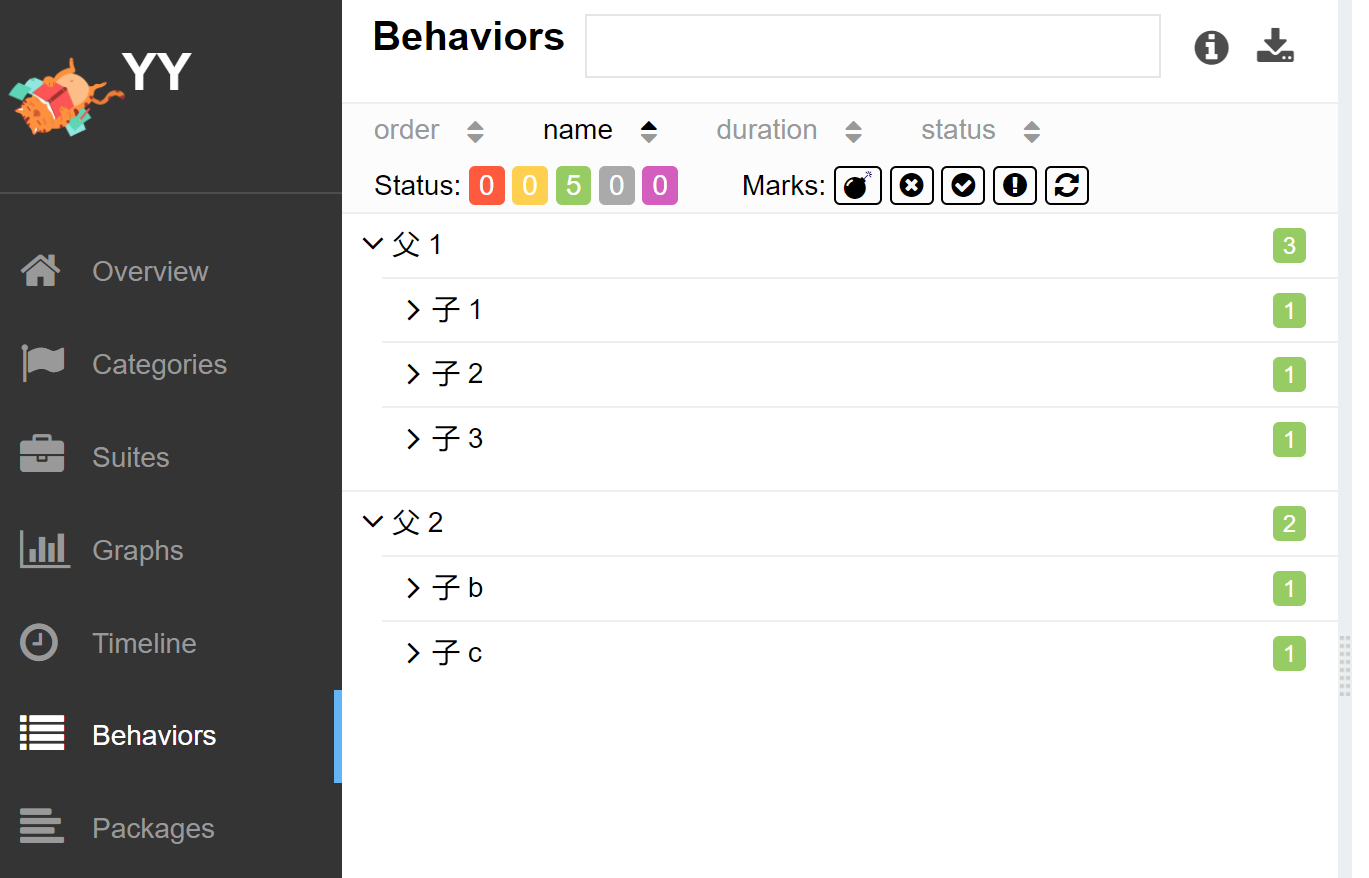 YY
Overview
Categories
Suites
Graphs
Timeline
Behaviors
Packages
Behaviors
order name duration status
Status: 0 0 5 0 0 Marks:
父 1 3
子 1 1
子 2 1
子 3 1
父 2 2
子 b 1
子 c 1